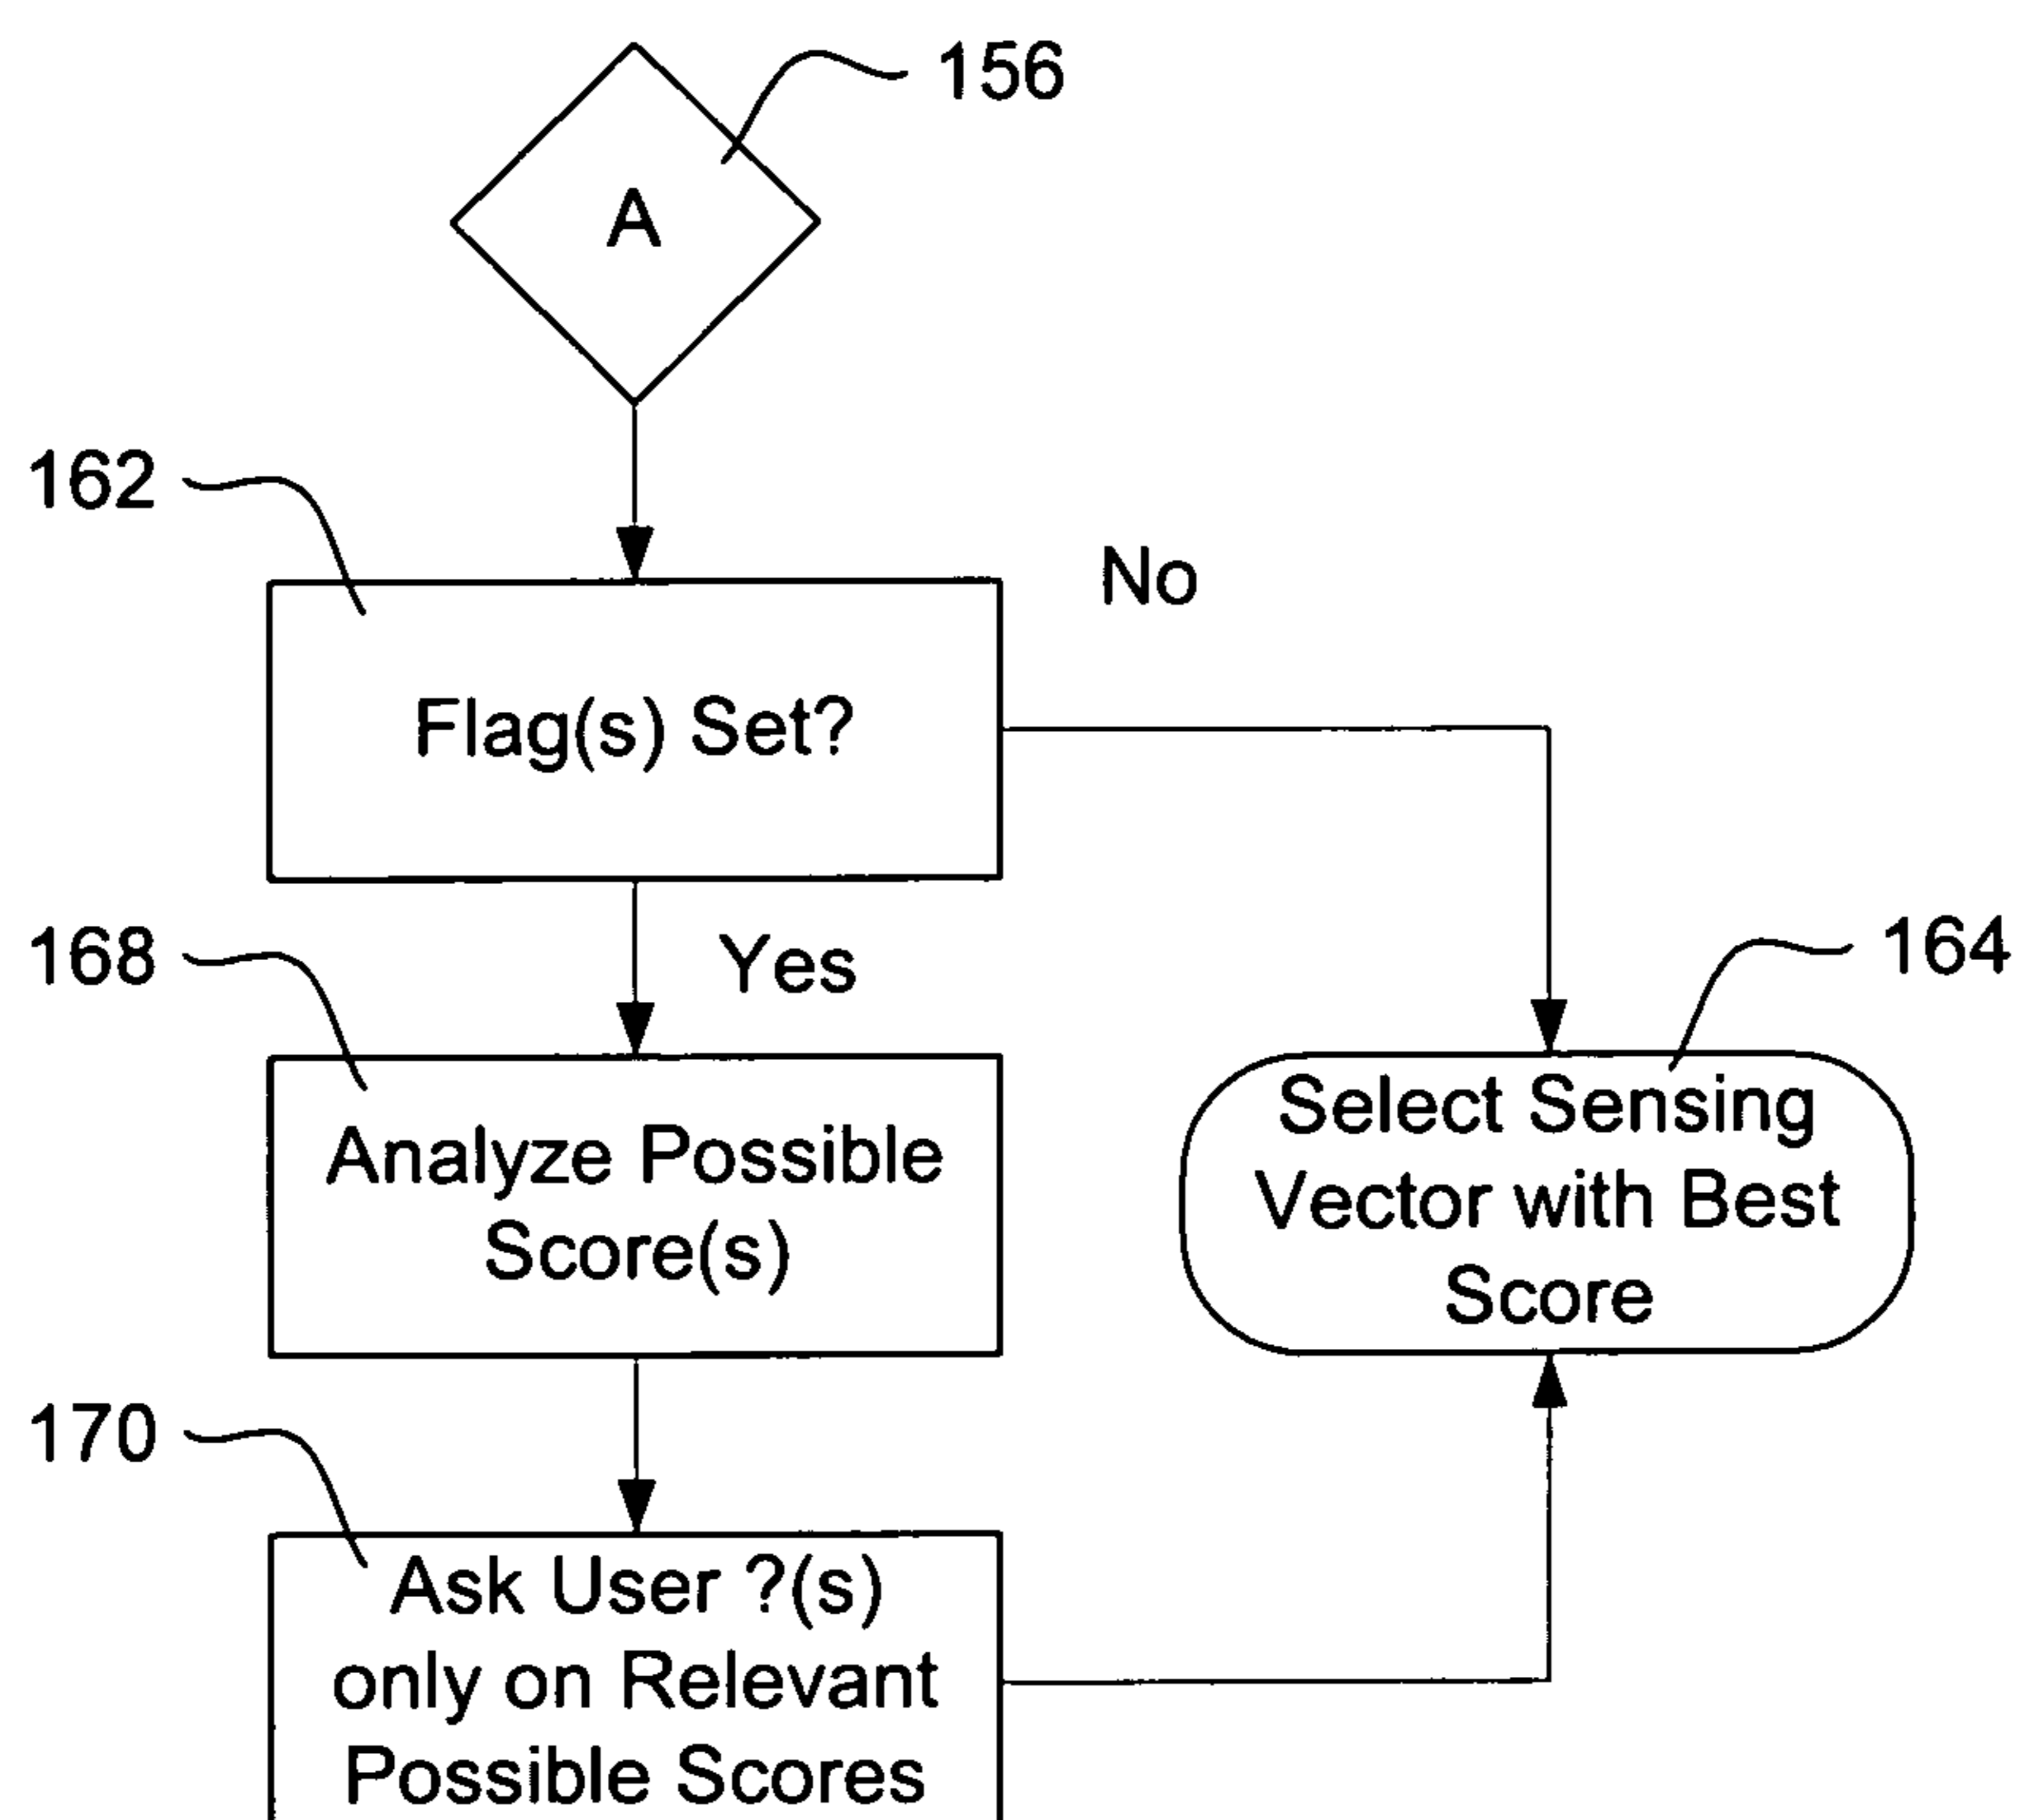 156
A
162
No
Flag(s) Set?
168
Yes
164
Analyze Possible
Score(s)
Select Sensing
Vector with Best
Score
170
Ask User ?(s)
only on Relevant
Possible Scores